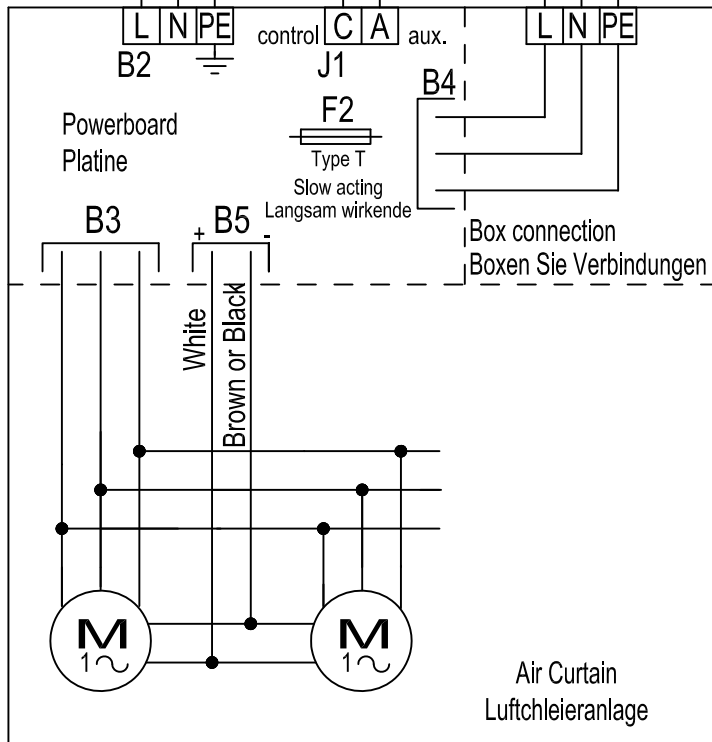 L N PE
control C A aux.
L N PE
B2
J1
B4
F2
Type T
Slow acting
Langsam wirkende
Powerboard
Platine
B3
+ B5 -
Box connection
Boxen Sie Verbindungen
White
Brown or Black
M
1~
M
1~
Air Curtain
Luftchleieranlage